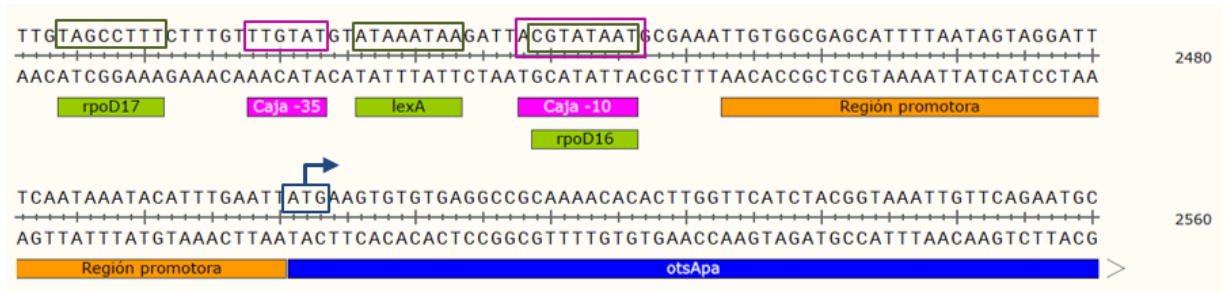 TTGTAGCCTTTCTTTGTTTGTATGTATAAATAAGATTACGTATAATGCGAAATTGTGGCGAGCATTTTAATAGTAGGATT
2480
AACATCGGAAAGAAACAAACATACATATTTATTCTAATGCATATTACGCTTTAACACCGCTCGTAAAATTATCATCCTAA
rpoD17 Caja -35 lexA Caja -10 Región promotora
rpoD16
TCAATAAATACATTTGAATTATGAAGTGTGTGAGGCCGCAAAACACACTTGGTTCATCTACGGTAAATTGTTCAGAATGC
2560
AGTTATTTATGTAAACTTAATACTTCACACACTCCGGCGTTTTGTGTGAACCAAGTAGATGCCATTTAACAAGTCTTACG
Región promotora otsApa